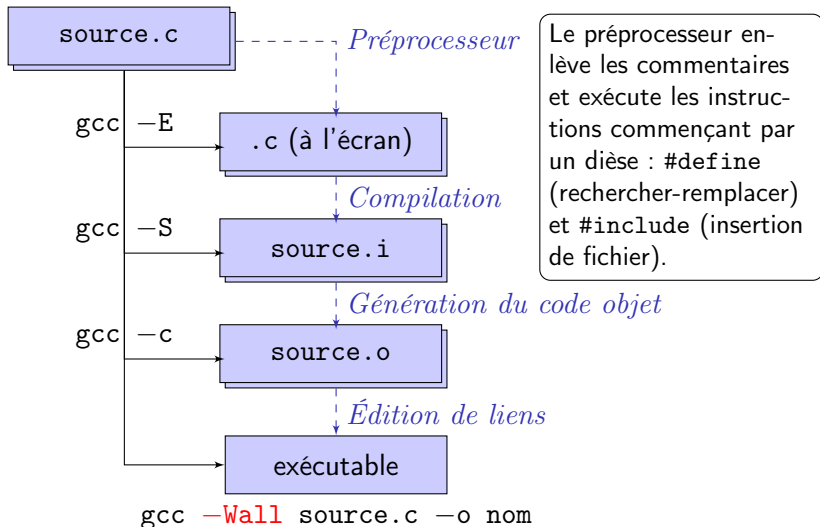 source.c
Préprocesseur
Le préprocesseur en-
lève les commentaires
et exécute les instruc-
tions commençant par
un dièse : #define
(rechercher-remplacer)
et #include (insertion
de fichier).
gcc −E
.c (à l'écran)
Compilation
gcc −S
source.i
Génération du code objet
gcc −c
source.o
Édition de liens
exécutable
gcc −Wall source.c −o nom